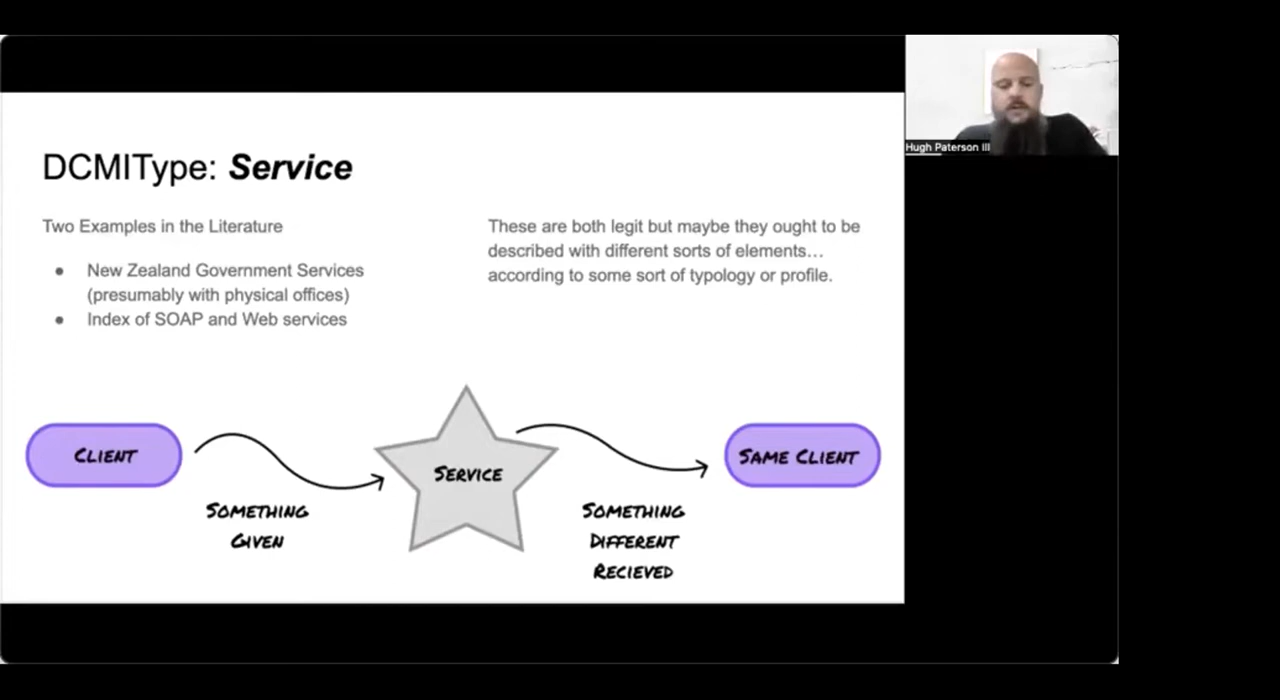 DCMIType: Service
Two Examples in the Literature
● New Zealand Government Services
(presumably with physical offices)
● Index of SOAP and Web services
These are both legit but maybe they ought to be
described with different sorts of elements…
according to some sort of typology or profile.
CLIENT
SOMETHING
GIVEN
SERVICE
SOMETHING
DIFFERENT
RECIEVED
SAME CLIENT
Hugh Paterson III